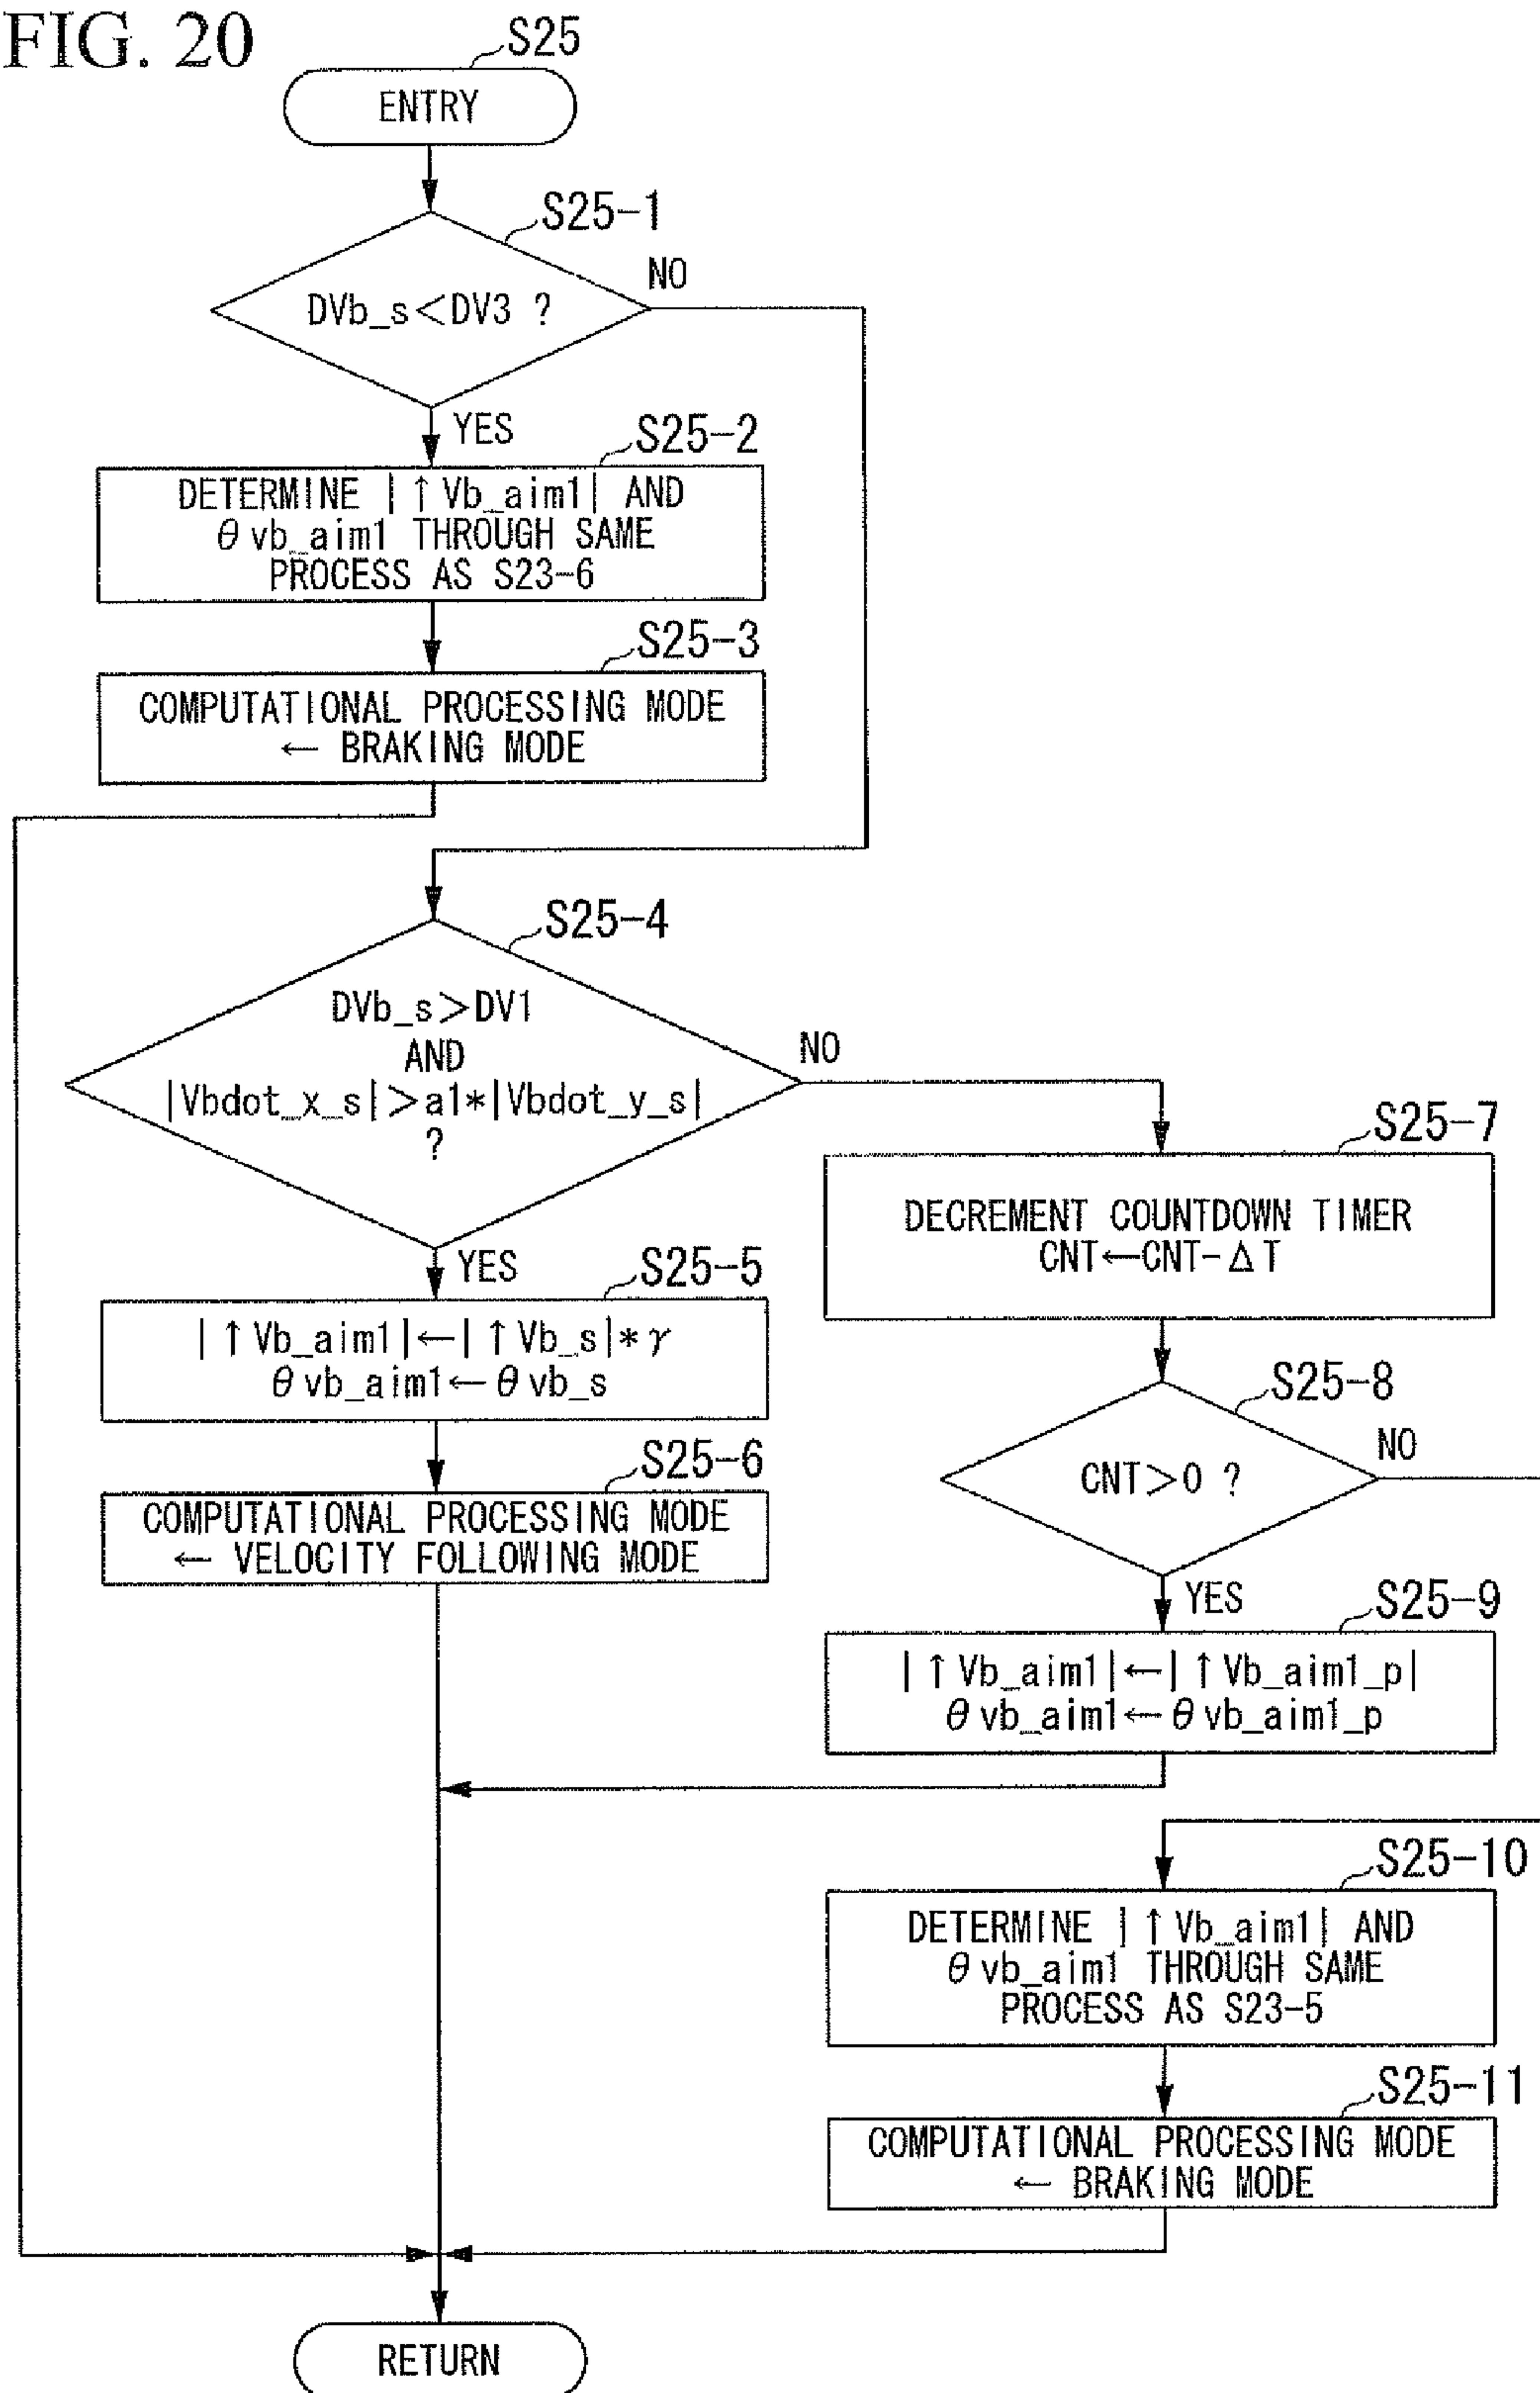 FIG. 20
S25
ENTRY
S25-1
DVb_s<DV3 ?
NO
YES
S25-2
DETERMINE |↑Vb_aim1| AND
θvb_aim1 THROUGH SAME
PROCESS AS S23-6
S25-3
COMPUTATIONAL PROCESSING MODE
← BRAKING MODE
S25-4
DVb_s>DV1
AND
|Vbdot_x_s|>a1*|Vbdot_y_s|
?
NO
YES
S25-5
|↑Vb_aim1|←|↑Vb_s|*γ
θvb_aim1←θvb_s
S25-6
COMPUTATIONAL PROCESSING MODE
← VELOCITY FOLLOWING MODE
S25-7
DECREMENT COUNTDOWN TIMER
CNT←CNT-ΔT
S25-8
CNT>0 ?
NO
YES
S25-9
|↑Vb_aim1|←|↑Vb_aim1_p|
θvb_aim1←θvb_aim1_p
S25-10
DETERMINE |↑Vb_aim1| AND
θvb_aim1 THROUGH SAME
PROCESS AS S23-5
S25-11
COMPUTATIONAL PROCESSING MODE
← BRAKING MODE
RETURN